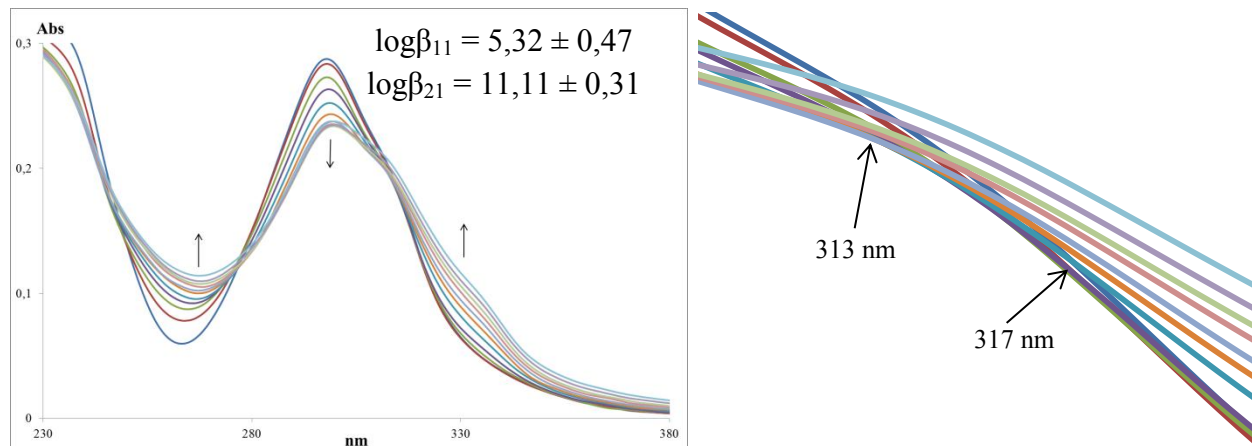 Abs
logβ₁₁ = 5,32 ± 0,47
logβ₂₁ = 11,11 ± 0,31
0,3
0,2
0,1
0
230
280
330
380
nm
313 nm
317 nm